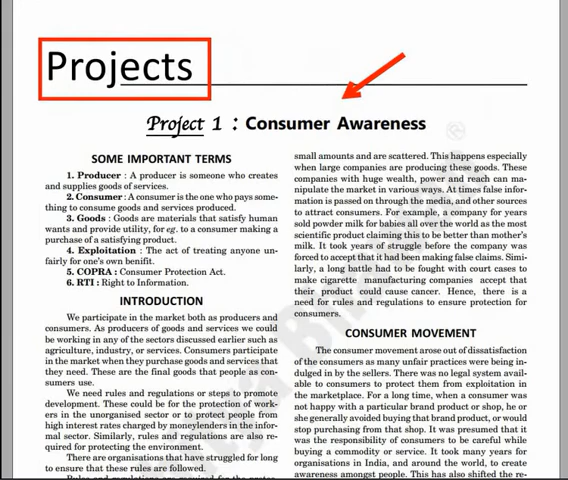 Projects
Project 1 : Consumer Awareness
SOME IMPORTANT TERMS
1. Producer : A producer is someone who creates
and supplies goods of services.
2. Consumer : A consumer is the one who pays some-
thing to consume goods and services produced.
3. Goods : Goods are materials that satisfy human
wants and provide utility, for eg. to a consumer making a
purchase of a satisfying product.
4. Exploitation : The act of treating anyone un-
fairly for one's own benifit.
5. COPRA : Consumer Protection Act.
6. RTI : Right to Information.
INTRODUCTION
We participate in the market both as producers and
consumers. As producers of goods and services we could
be working in any of the sectors discussed earlier such as
agriculture, industry, or services. Consumers participate
in the market when they purchase goods and services that
they need. These are the final goods that people as con-
sumers use.
We need rules and regulations or steps to promote
development. These could be for the protection of work-
ers in the unorganised sector or to protect people from
high interest rates charged by moneylenders in the infor-
mal sector. Similarly, rules and regulations are also re-
quired for protecting the environment.
There are organisations that have struggled for long
to ensure that these rules are followed.
small amounts and are scattered. This happens especially
when large companies are producing these goods. These
companies with huge wealth, power and reach can ma-
nipulate the market in various ways. At times false infor-
mation is passed on through the media, and other sources
to attract consumers. For example, a company for years
sold powder milk for babies all over the world as the most
scientific product claiming this to be better than mother's
milk. It took years of struggle before the company was
forced to accept that it had been making false claims. Simi-
larly, a long battle had to be fought with court cases to
make cigarette manufacturing companies accept that
their product could cause cancer. Hence, there is a
need for rules and regulations to ensure protection for
consumers.
CONSUMER MOVEMENT
The consumer movement arose out of dissatisfaction
of the consumers as many unfair practices were being in-
dulged in by the sellers. There was no legal system avail-
able to consumers to protect them from exploitation in
the marketplace. For a long time, when a consumer was
not happy with a particular brand product or shop, he or
she generally avoided buying that brand product, or would
stop purchasing from that shop. It was presumed that it
was the responsibility of consumers to be careful while
buying a commodity or service. It took many years for
organisations in India, and around the world, to create
awareness amongst people. This has also shifted the re-